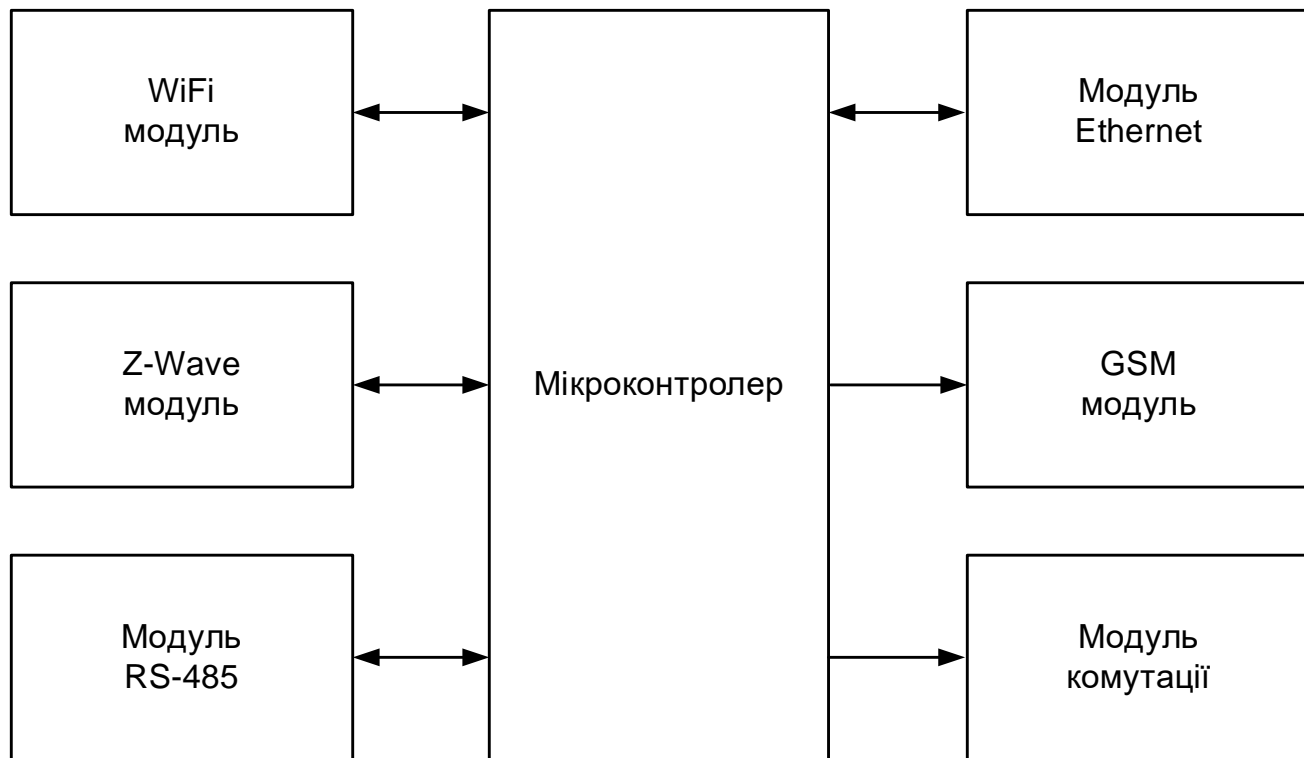 WiFi
модуль
Модуль
Ethernet
Z-Wave
модуль
Мікроконтролер
GSM
модуль
Модуль
RS-485
Модуль
комутації